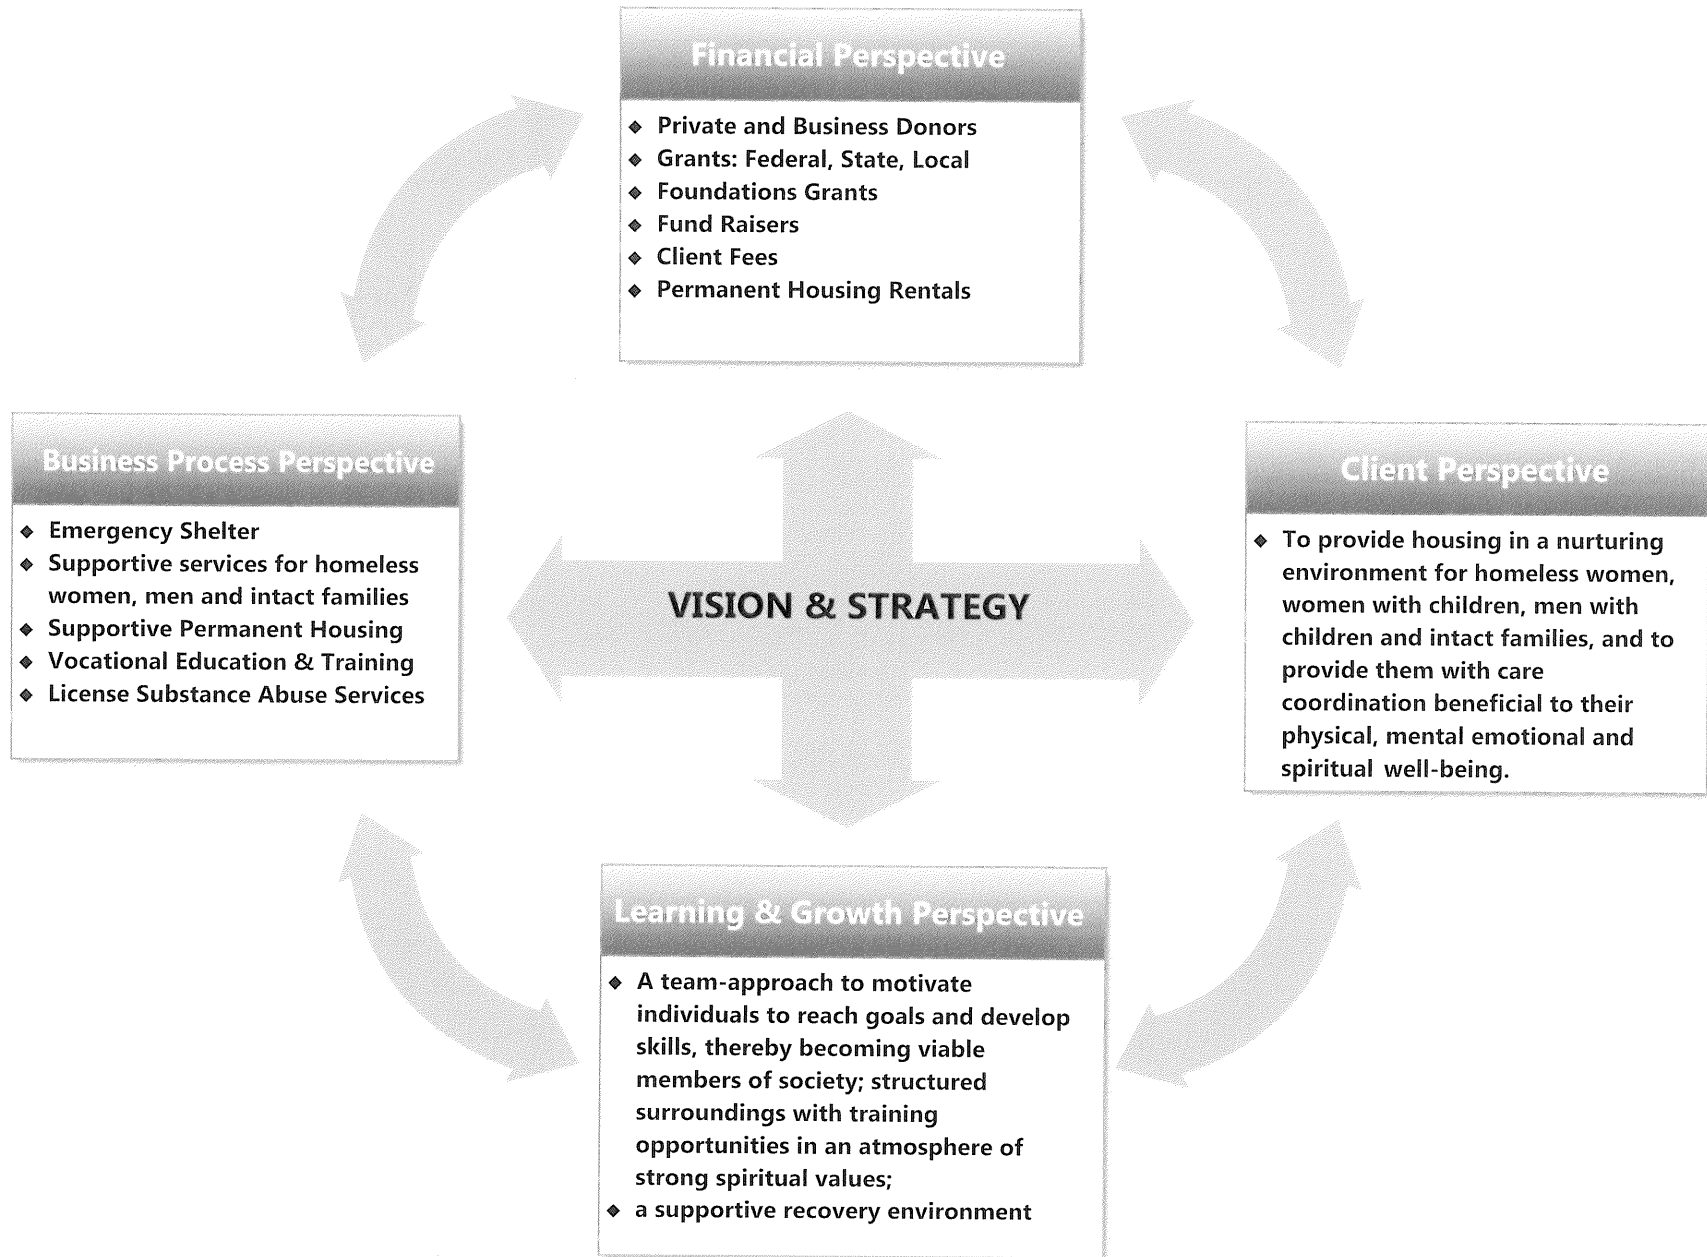 Financial Perspective
◆ Private and Business Donors
◆ Grants: Federal, State, Local
◆ Foundations Grants
◆ Fund Raisers
◆ Client Fees
◆ Permanent Housing Rentals
Business Process Perspective
◆ Emergency Shelter
◆ Supportive services for homeless
women, men and intact families
◆ Supportive Permanent Housing
◆ Vocational Education & Training
◆ License Substance Abuse Services
VISION & STRATEGY
Client Perspective
◆ To provide housing in a nurturing
environment for homeless women,
women with children, men with
children and intact families, and to
provide them with care
coordination beneficial to their
physical, mental emotional and
spiritual well-being.
Learning & Growth Perspective
◆ A team-approach to motivate
individuals to reach goals and develop
skills, thereby becoming viable
members of society; structured
surroundings with training
opportunities in an atmosphere of
strong spiritual values;
◆ a supportive recovery environment